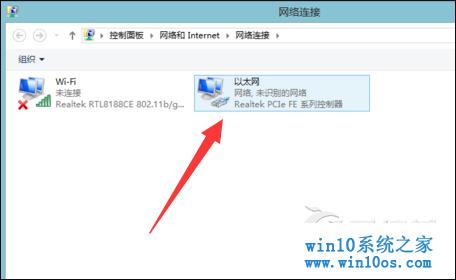 网络连接
控制面板 ▸ 网络和 Internet ▸ 网络连接
组织
Wi-Fi
未连接
Realtek RTL8188CE 802.11b/g...
以太网
网络, 未识别的网络
Realtek PCIe FE 系列控制器
win10系统之家
www.win10os.com